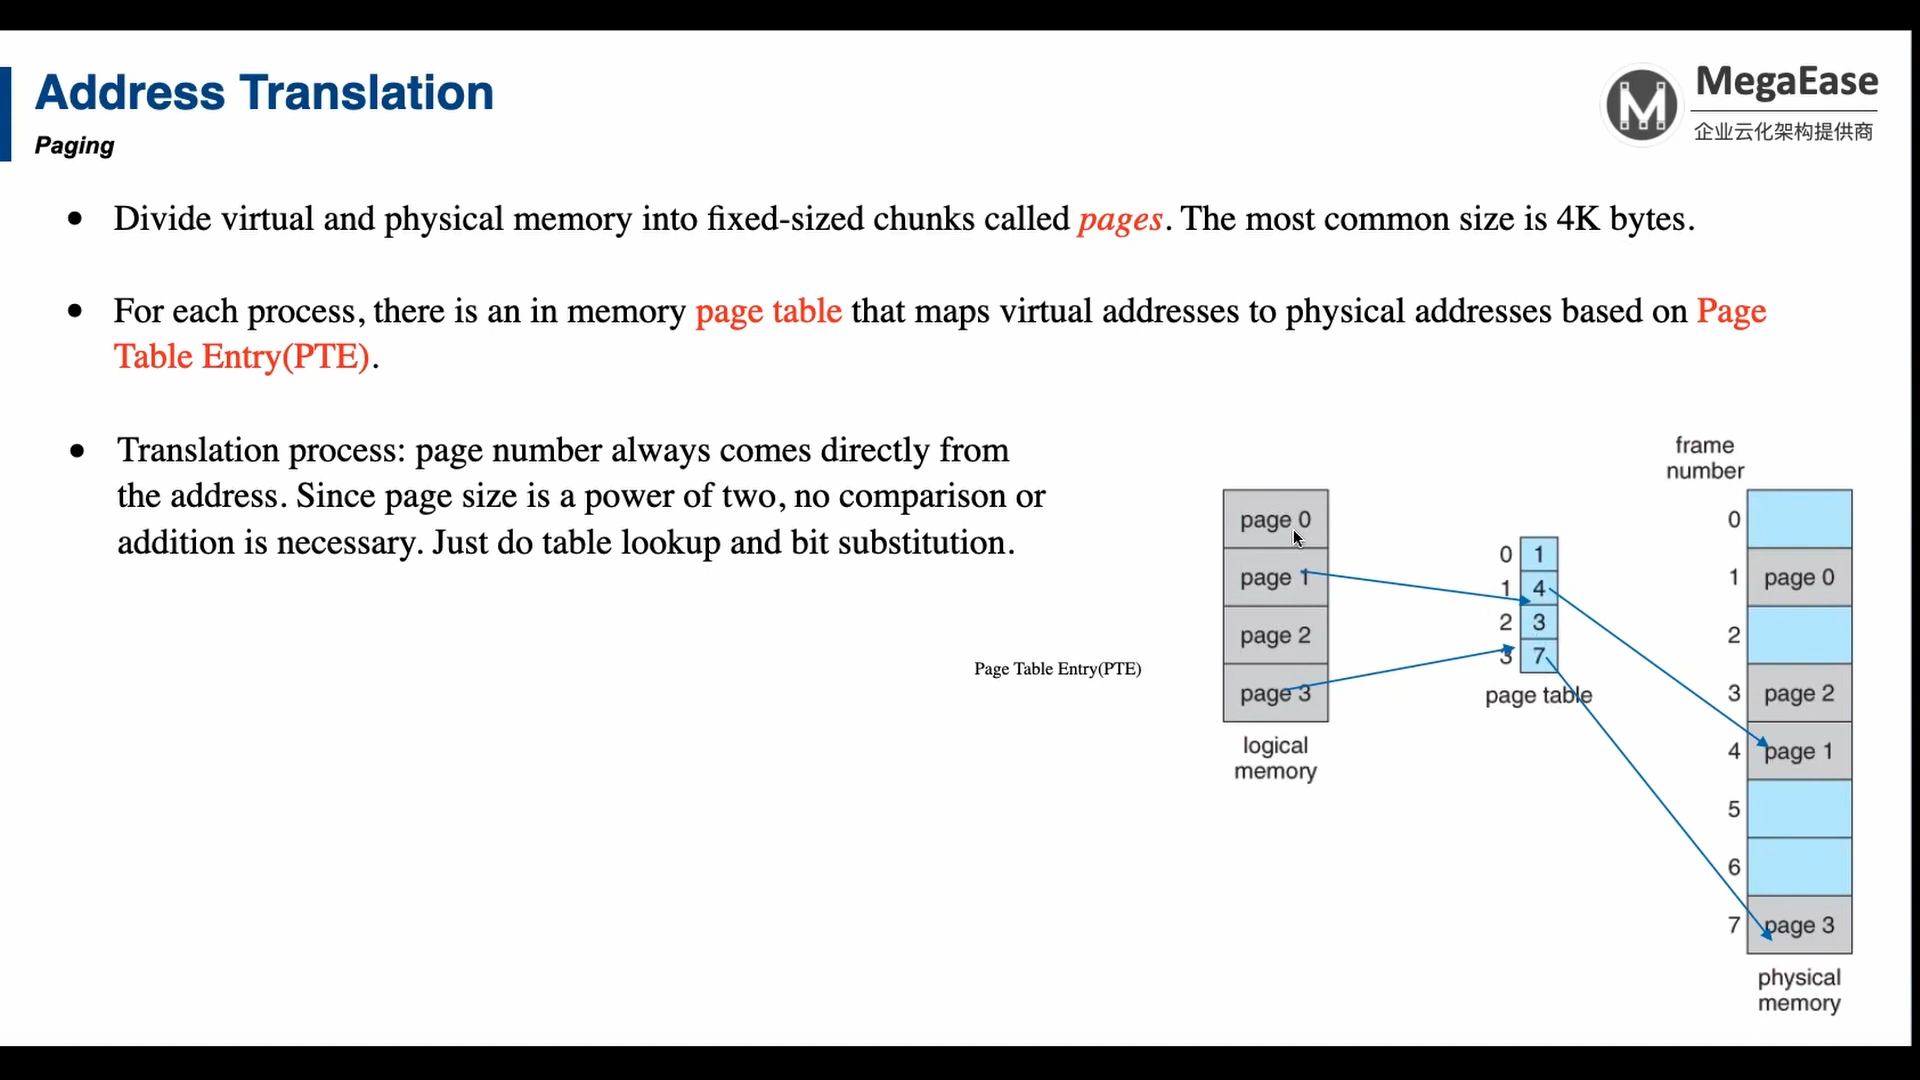 Address Translation
Paging
MegaEase
企业云化架构提供商
• Divide virtual and physical memory into fixed-sized chunks called pages. The most common size is 4K bytes.
• For each process, there is an in memory page table that maps virtual addresses to physical addresses based on Page
Table Entry(PTE).
• Translation process: page number always comes directly from
the address. Since page size is a power of two, no comparison or
addition is necessary. Just do table lookup and bit substitution.
Page Table Entry(PTE)
page 0
page 1
page 2
page 3
logical
memory
0 1
1 4
2 3
3 7
page table
frame
number
0
1 page 0
2
3 page 2
4 page 1
5
6
7 page 3
physical
memory